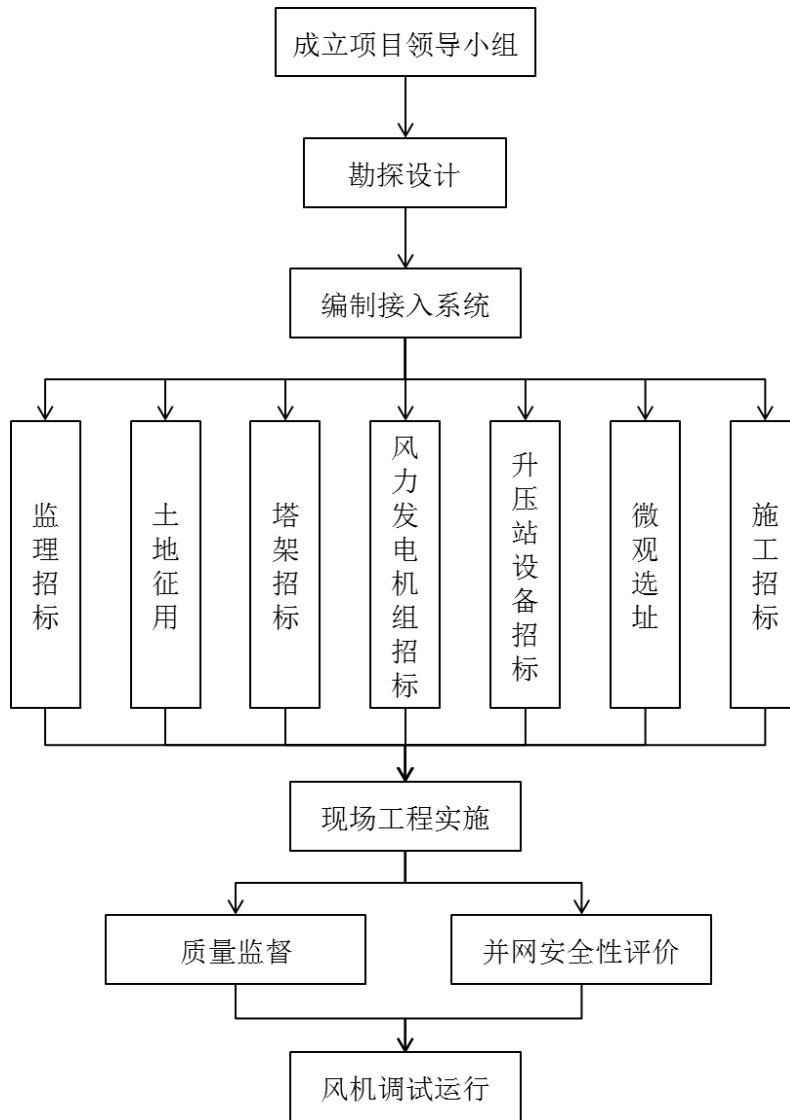 成立项目领导小组
勘探设计
编制接入系统
监理招标
土地征用
塔架招标
风力发电机组招标
升压站设备招标
微观选址
施工招标
现场工程实施
质量监督
并网安全性评价
风机调试运行